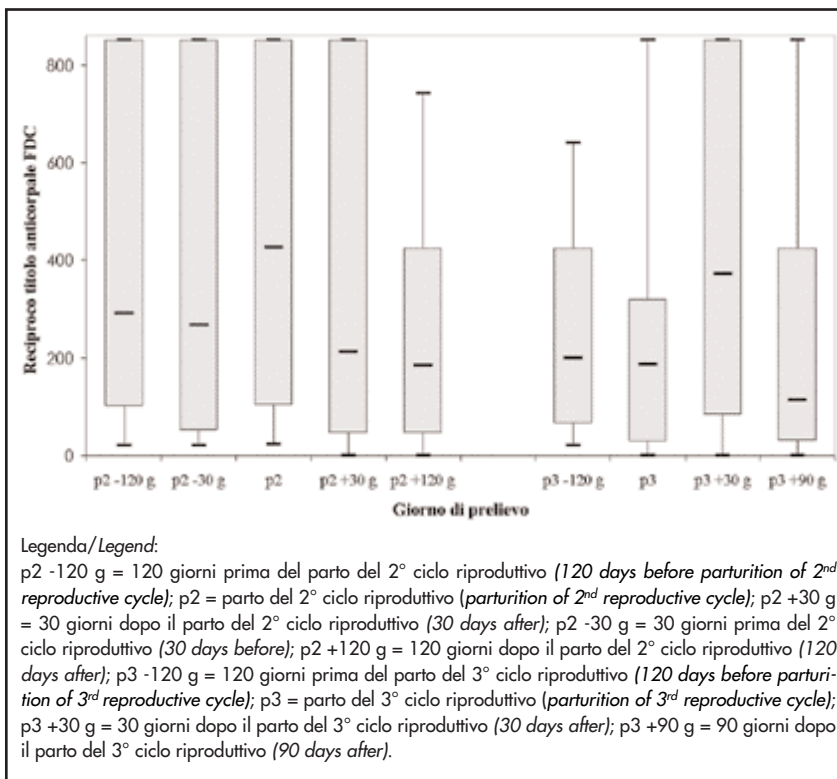 800
600
400
200
0
Reciproco titolo anticorpale FDC
p2 -120 g p2 -30 g p2 p2 +30 g p2 +120 g p3 -120 g p3 p3 +30 g p3 +90 g
Giorno di prelievo
Legenda/Legend:
p2 -120 g = 120 giorni prima del parto del 2° ciclo riproduttivo (120 days before parturition of 2nd
reproductive cycle); p2 = parto del 2° ciclo riproduttivo (parturition of 2nd reproductive cycle); p2 +30 g
= 30 giorni dopo il parto del 2° ciclo riproduttivo (30 days after); p2 -30 g = 30 giorni prima del 2°
ciclo riproduttivo (30 days before); p2 +120 g = 120 giorni dopo il parto del 2° ciclo riproduttivo (120
days after); p3 -120 g = 120 giorni prima del parto del 3° ciclo riproduttivo (120 days before parturi-
tion of 3rd reproductive cycle); p3 = parto del 3° ciclo riproduttivo (parturition of 3rd reproductive cycle);
p3 +30 g = 30 giorni dopo il parto del 3° ciclo riproduttivo (30 days after); p3 +90 g = 90 giorni dopo
il parto del 3° ciclo riproduttivo (90 days after).